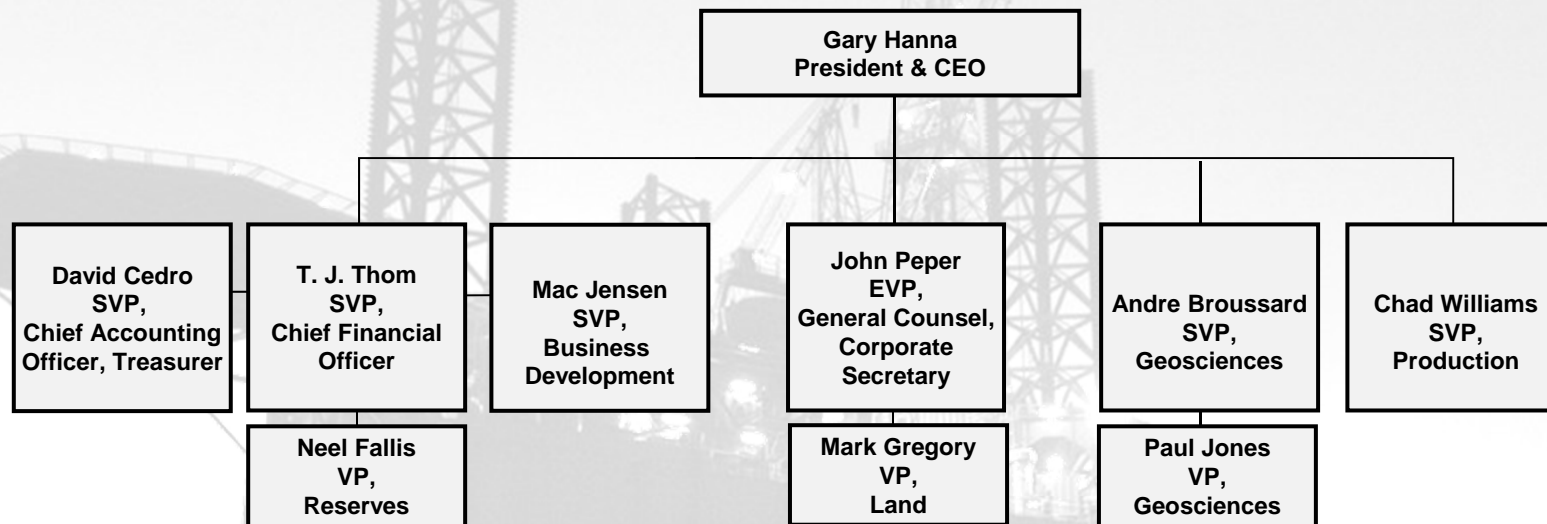 Gary Hanna
President & CEO
David Cedro
SVP,
Chief Accounting
Officer, Treasurer
T. J. Thom
SVP,
Chief Financial
Officer
Mac Jensen
SVP,
Business
Development
John Peper
EVP,
General Counsel,
Corporate
Secretary
Andre Broussard
SVP,
Geosciences
Chad Williams
SVP,
Production
Neel Fallis
VP,
Reserves
Mark Gregory
VP,
Land
Paul Jones
VP,
Geosciences